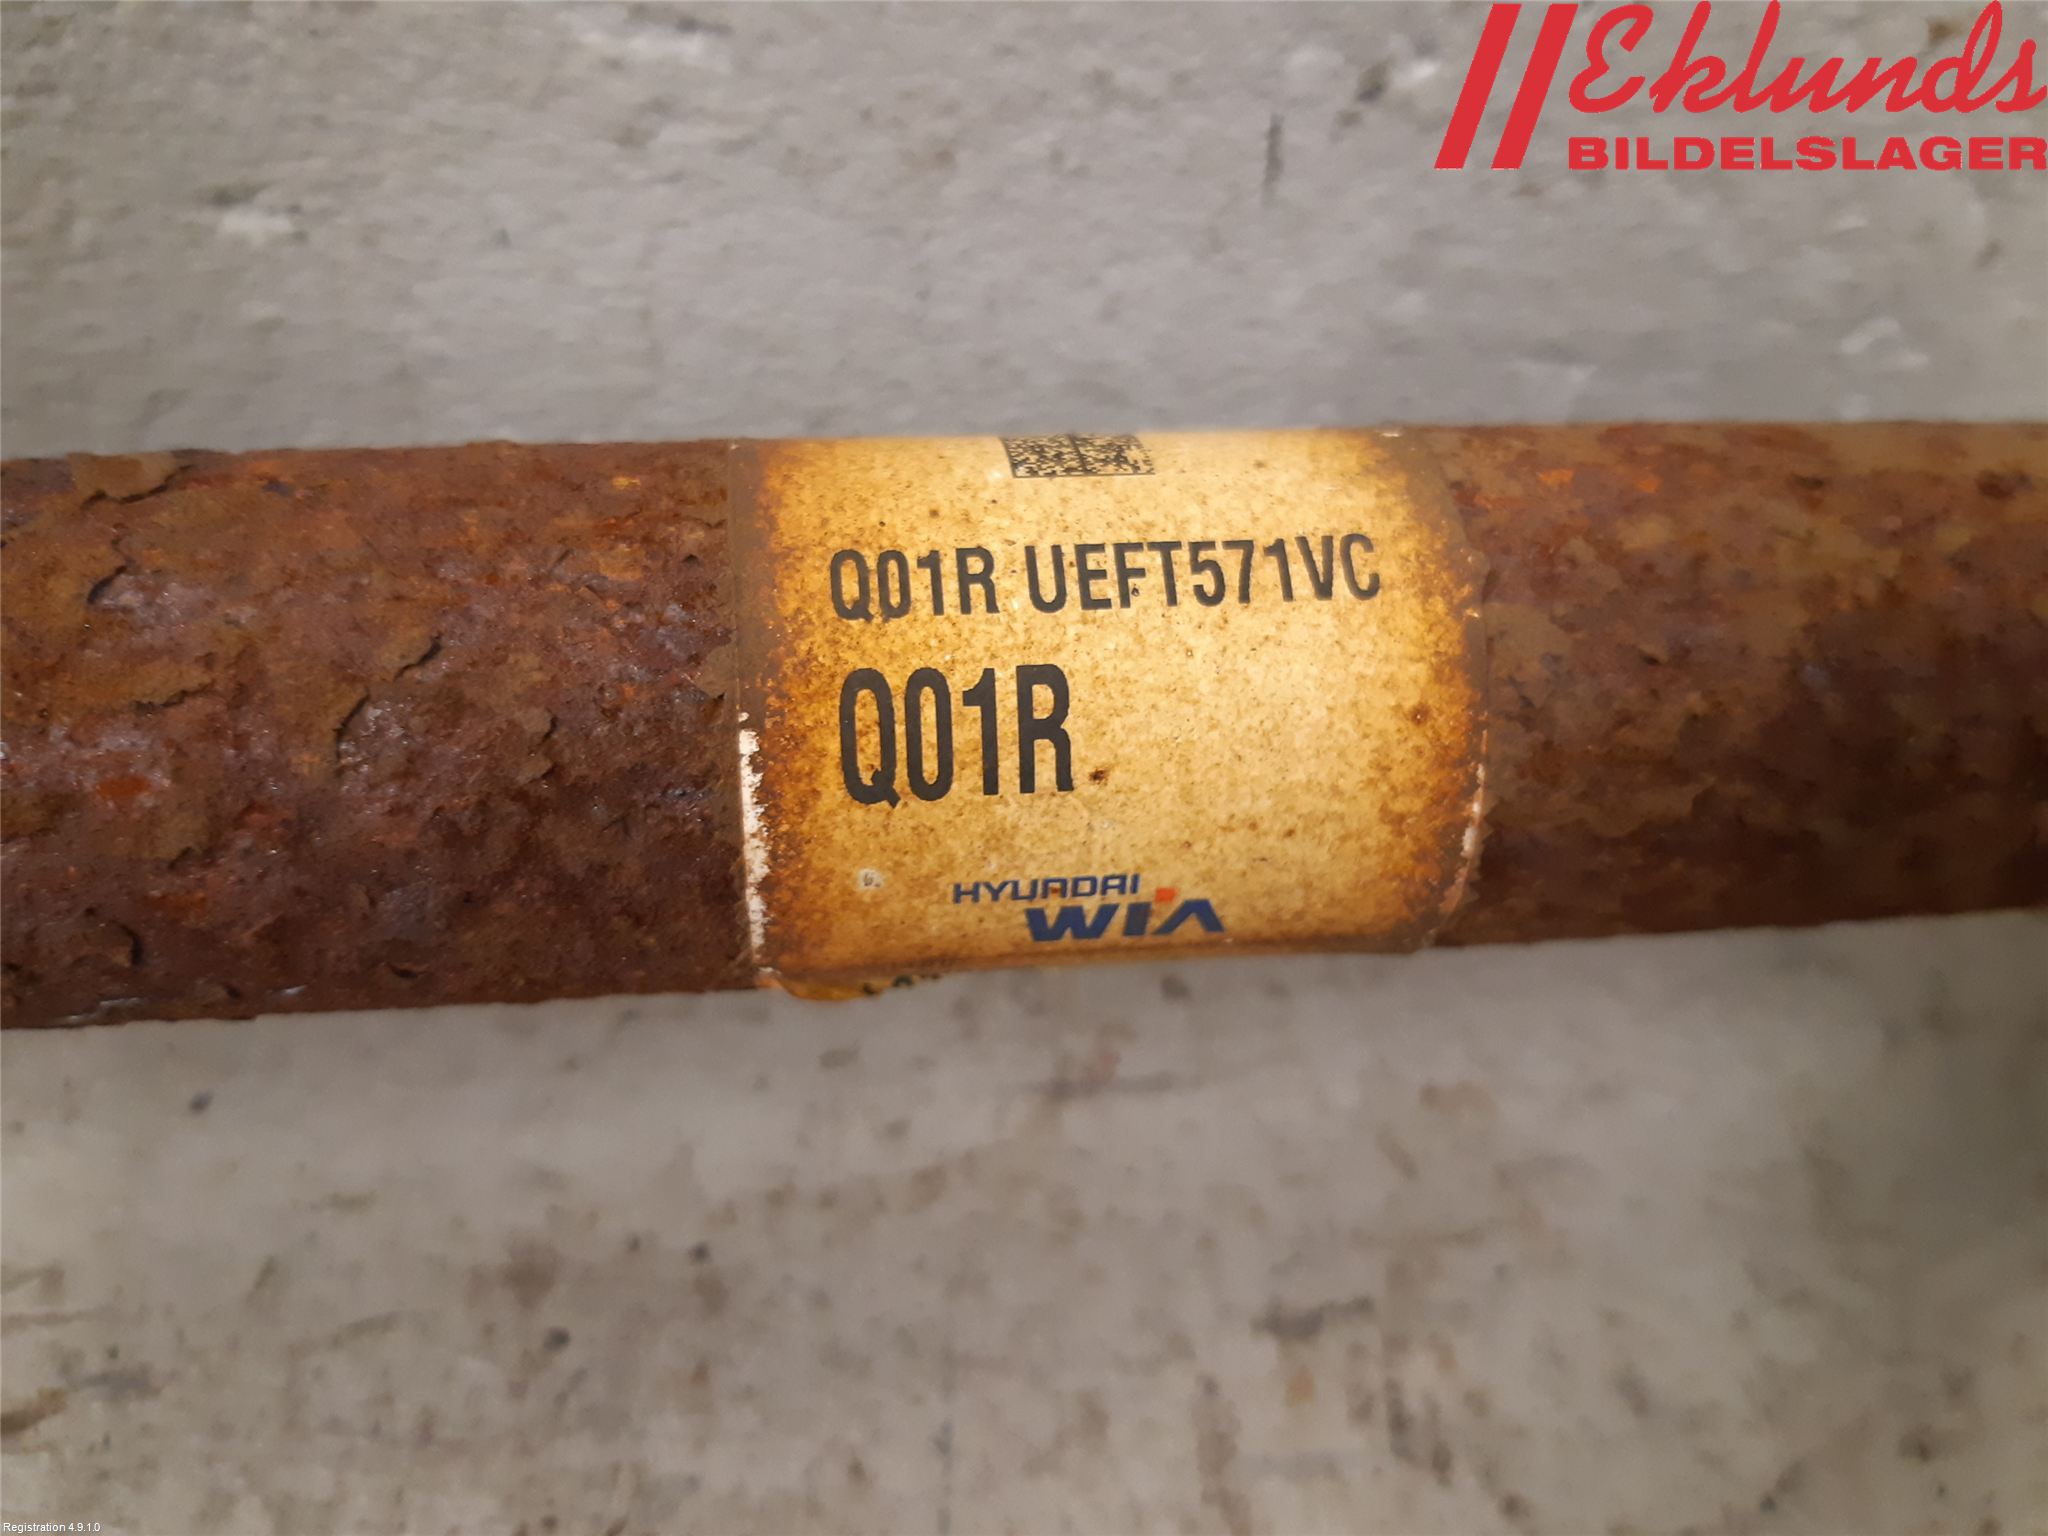 Eklunds
BILDELSLAGER
Q01R UEFT571VC
Q01R
HYUNDAI
WIA
Registration 4.9.1.0